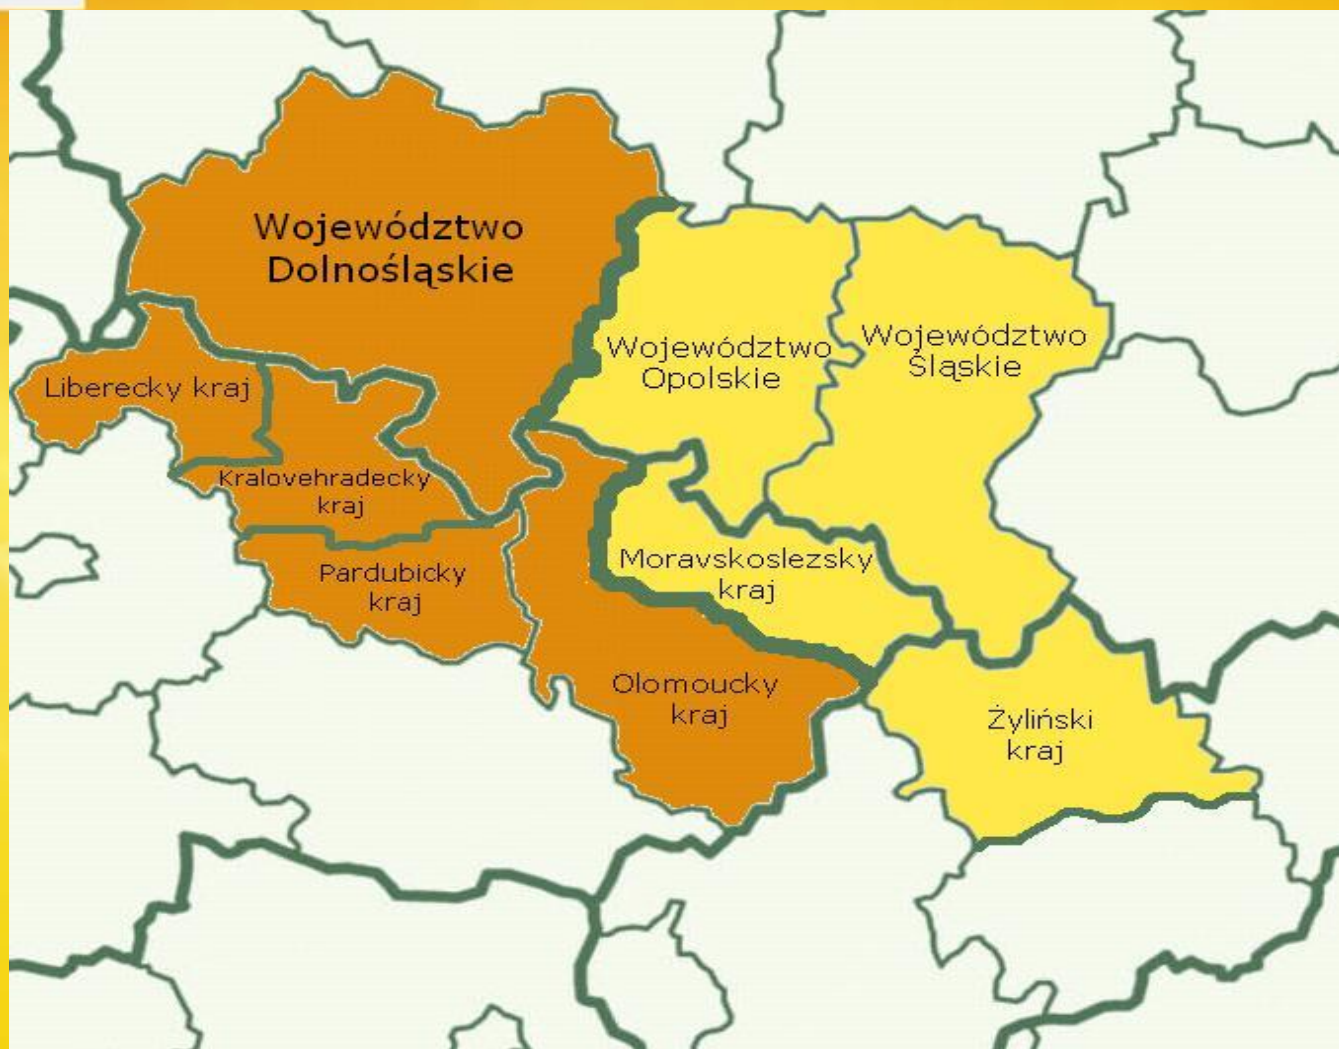 Województwo
Dolnośląskie
Województwo
Opolskie
Województwo
Śląskie
Liberecky kraj
Kralovehradecky
kraj
Pardubicky
kraj
Moravskoslezsky
kraj
Olomoucky
kraj
Żyliński
kraj